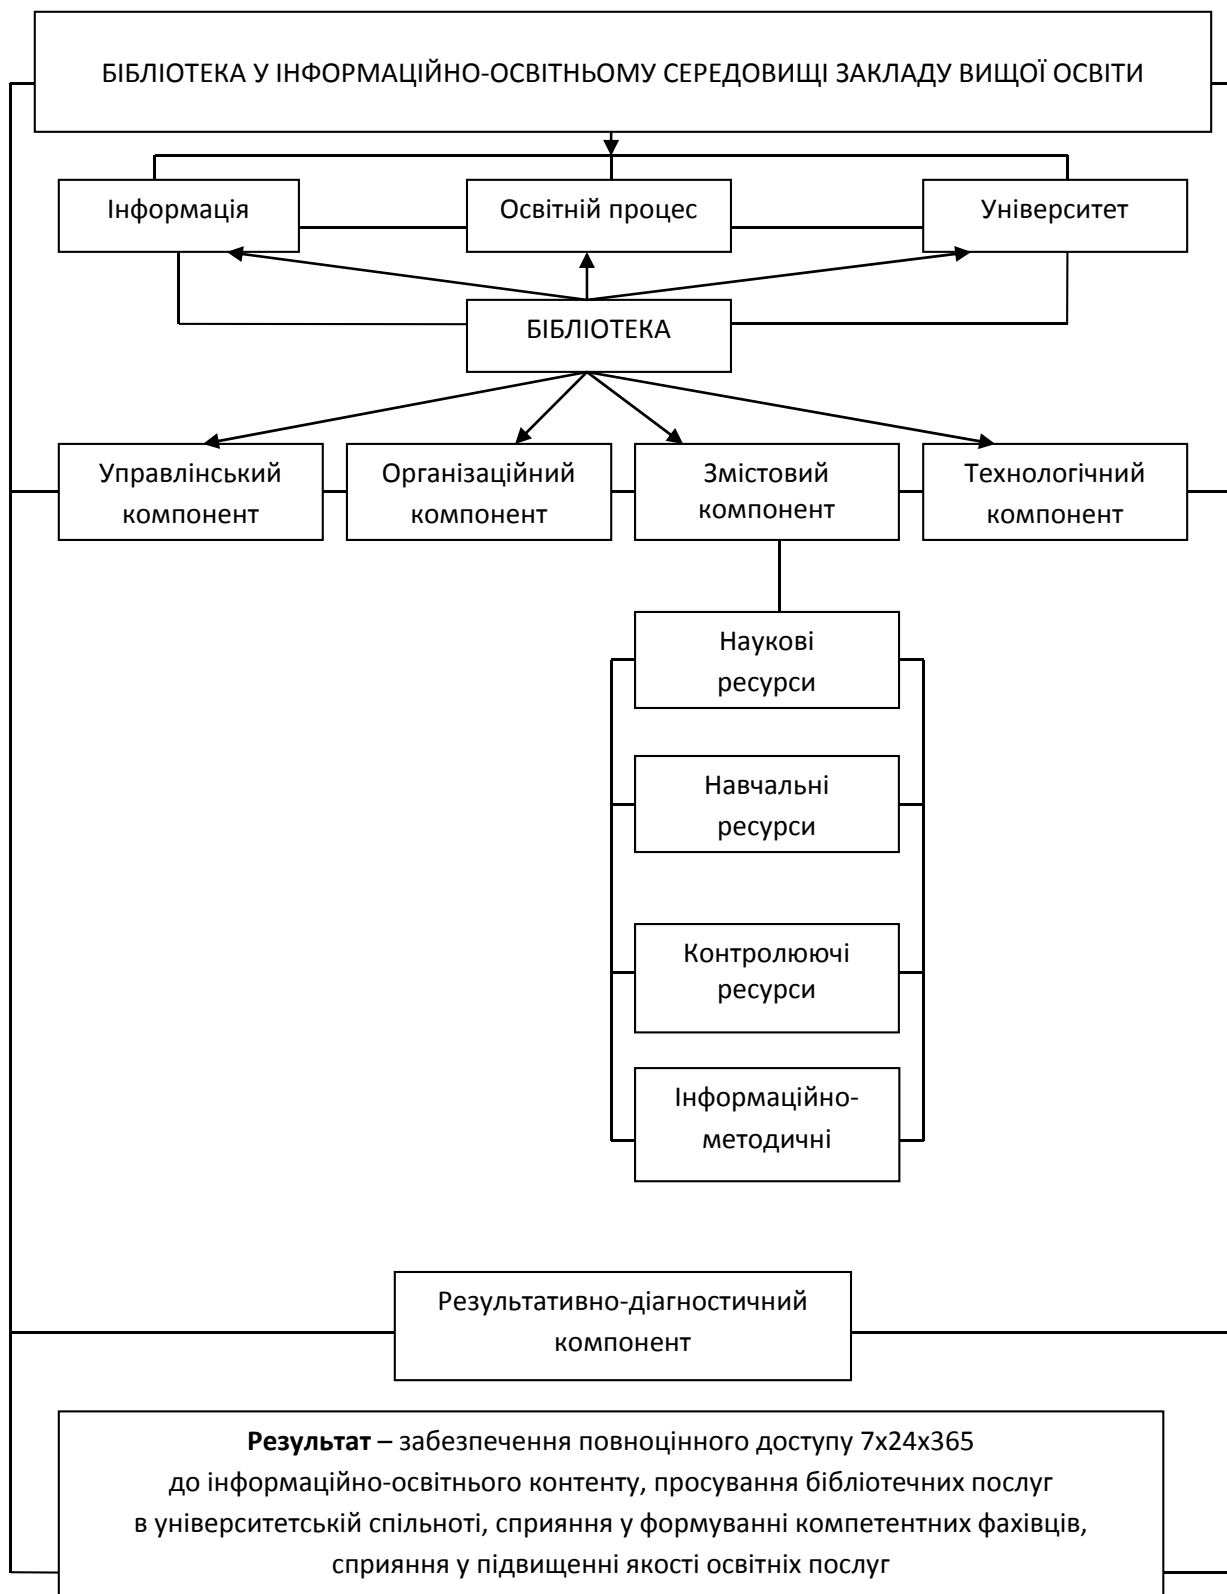 БІБЛІОТЕКА У ІНФОРМАЦІЙНО-ОСВІТНЬОМУ СЕРЕДОВИЩІ ЗАКЛАДУ ВИЩОЇ ОСВІТИ
Інформація
Освітній процес
Університет
БІБЛІОТЕКА
Управлінський
компонент
Організаційний
компонент
Змістовий
компонент
Технологічний
компонент
Наукові
ресурси
Навчальні
ресурси
Контролюючі
ресурси
Інформаційно-
методичні
Результативно-діагностичний
компонент
Результат – забезпечення повноцінного доступу 7х24х365
до інформаційно-освітнього контенту, просування бібліотечних послуг
в університетській спільноті, сприяння у формуванні компетентних фахівців,
сприяння у підвищенні якості освітніх послуг